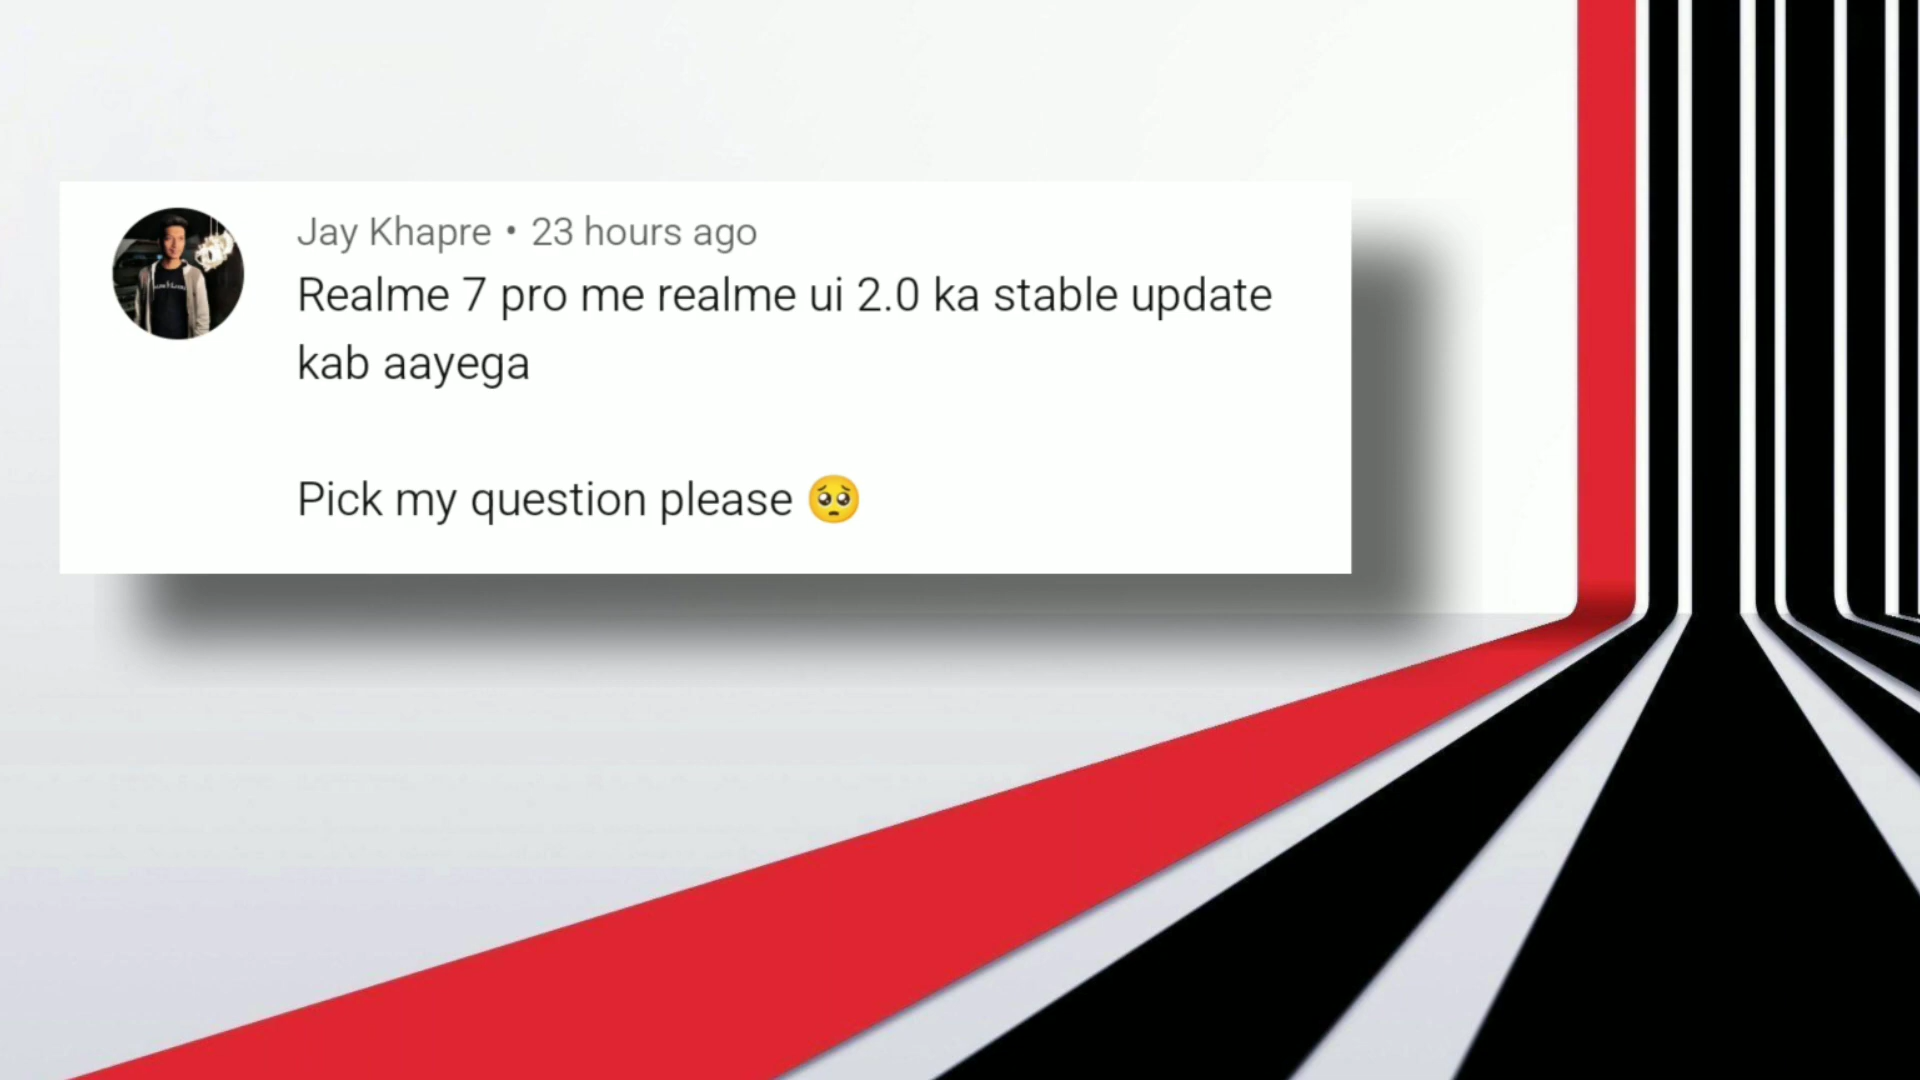 Jay Khapre • 23 hours ago
Realme 7 pro me realme ui 2.0 ka stable update
kab aayega
Pick my question please 🥺